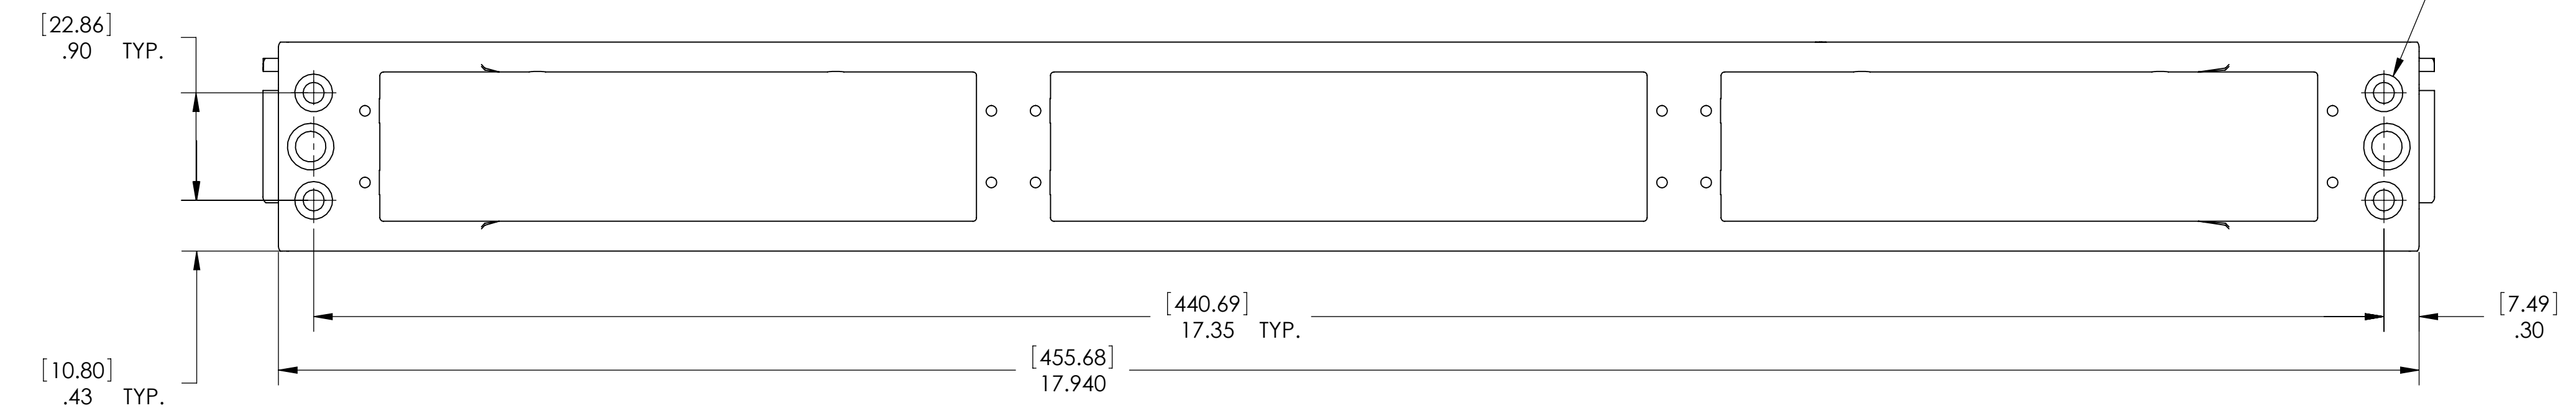 [22.86]
.90 TYP.
[440.69]
17.35 TYP.
[7.49]
.30
[455.68]
17.940
[10.80]
.43 TYP.